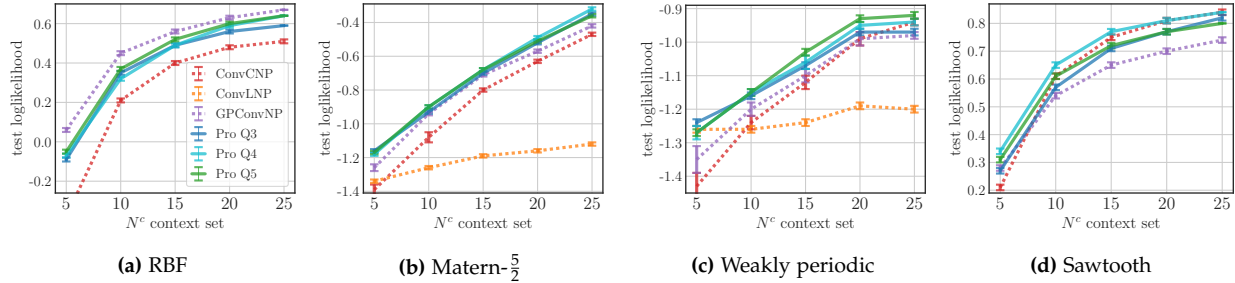 test loglikelihood
0.6
0.4
0.2
0.0
-0.2
5 10 15 20 25
N^c context set
ConvCNP
ConvLNP
GPConvNP
Pro Q3
Pro Q4
Pro Q5
(a) RBF
test loglikelihood
-0.4
-0.6
-0.8
-1.0
-1.2
-1.4
5 10 15 20 25
N^c context set
(b) Matern-5/2
test loglikelihood
-0.9
-1.0
-1.1
-1.2
-1.3
-1.4
5 10 15 20 25
N^c context set
(c) Weakly periodic
test loglikelihood
0.8
0.7
0.6
0.5
0.4
0.3
0.2
5 10 15 20 25
N^c context set
(d) Sawtooth